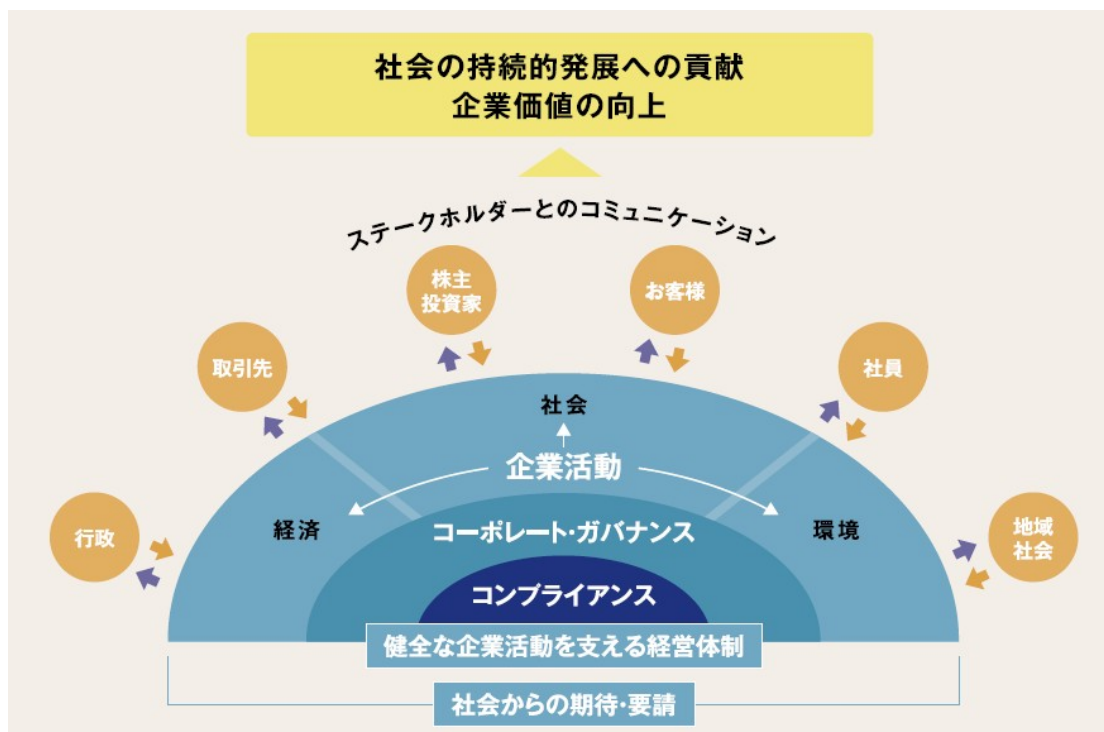 社会の持続的発展への貢献
企業価値の向上
ステークホルダーとのコミュニケーション
株主
投資家
お客様
取引先
社員
行政
地域
社会
社会
企業活動
経済
環境
コーポレート・ガバナンス
コンプライアンス
健全な企業活動を支える経営体制
社会からの期待・要請